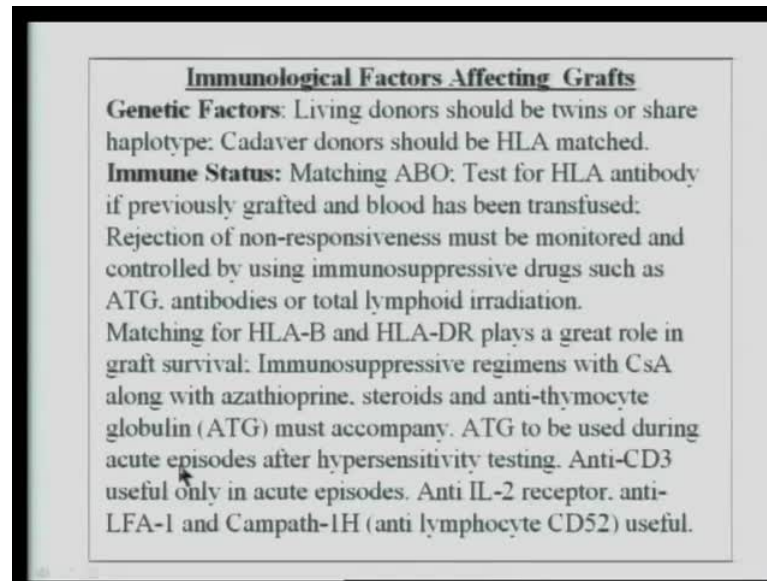 Immunological Factors Affecting Grafts
Genetic Factors: Living donors should be twins or share
haplotype; Cadaver donors should be HLA matched.
Immune Status: Matching ABO; Test for HLA antibody
if previously grafted and blood has been transfused;
Rejection of non-responsiveness must be monitored and
controlled by using immunosuppressive drugs such as
ATG, antibodies or total lymphoid irradiation.
Matching for HLA-B and HLA-DR plays a great role in
graft survival; Immunosuppressive regimens with CsA
along with azathioprine, steroids and anti-thymocyte
globulin (ATG) must accompany. ATG to be used during
acute episodes after hypersensitivity testing. Anti-CD3
useful only in acute episodes. Anti IL-2 receptor, anti-
LFA-1 and Campath-1H (anti lymphocyte CD52) useful.